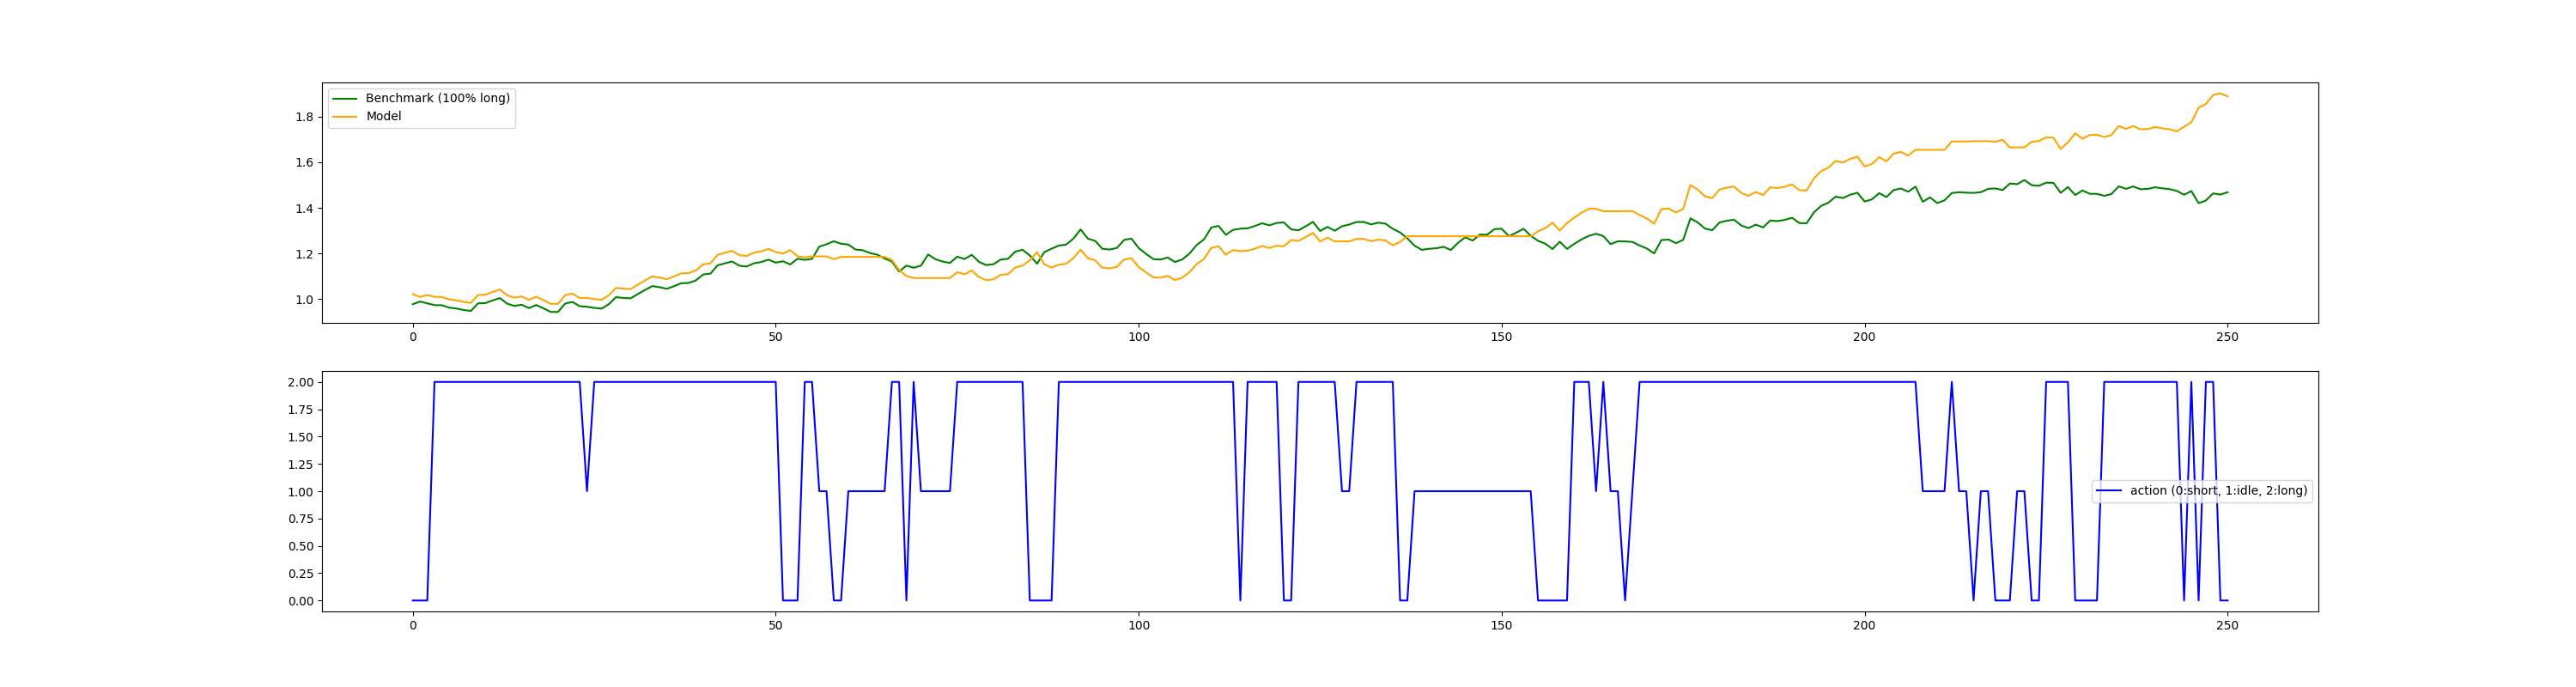 Benchmark (100% long)
Model
1.8
1.6
1.4
1.2
1.0
0 50 100 150 200 250
2.00
1.75
1.50
1.25
1.00
0.75
0.50
0.25
0.00
action (0:short, 1:idle, 2:long)
0 50 100 150 200 250